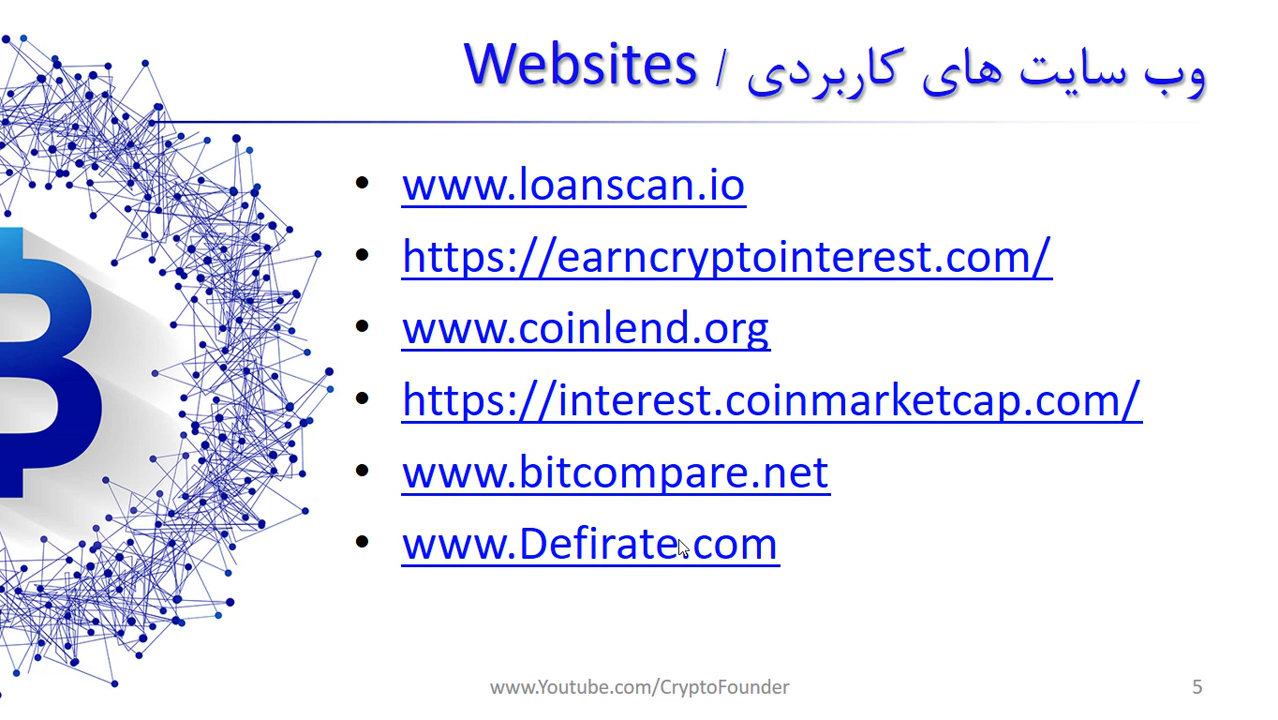 وب سایت های کاربردی / Websites
• www.loanscan.io
• https://earncryptointerest.com/
• www.coinlend.org
• https://interest.coinmarketcap.com/
• www.bitcompare.net
• www.Defirate.com
www.Youtube.com/CryptoFounder
5